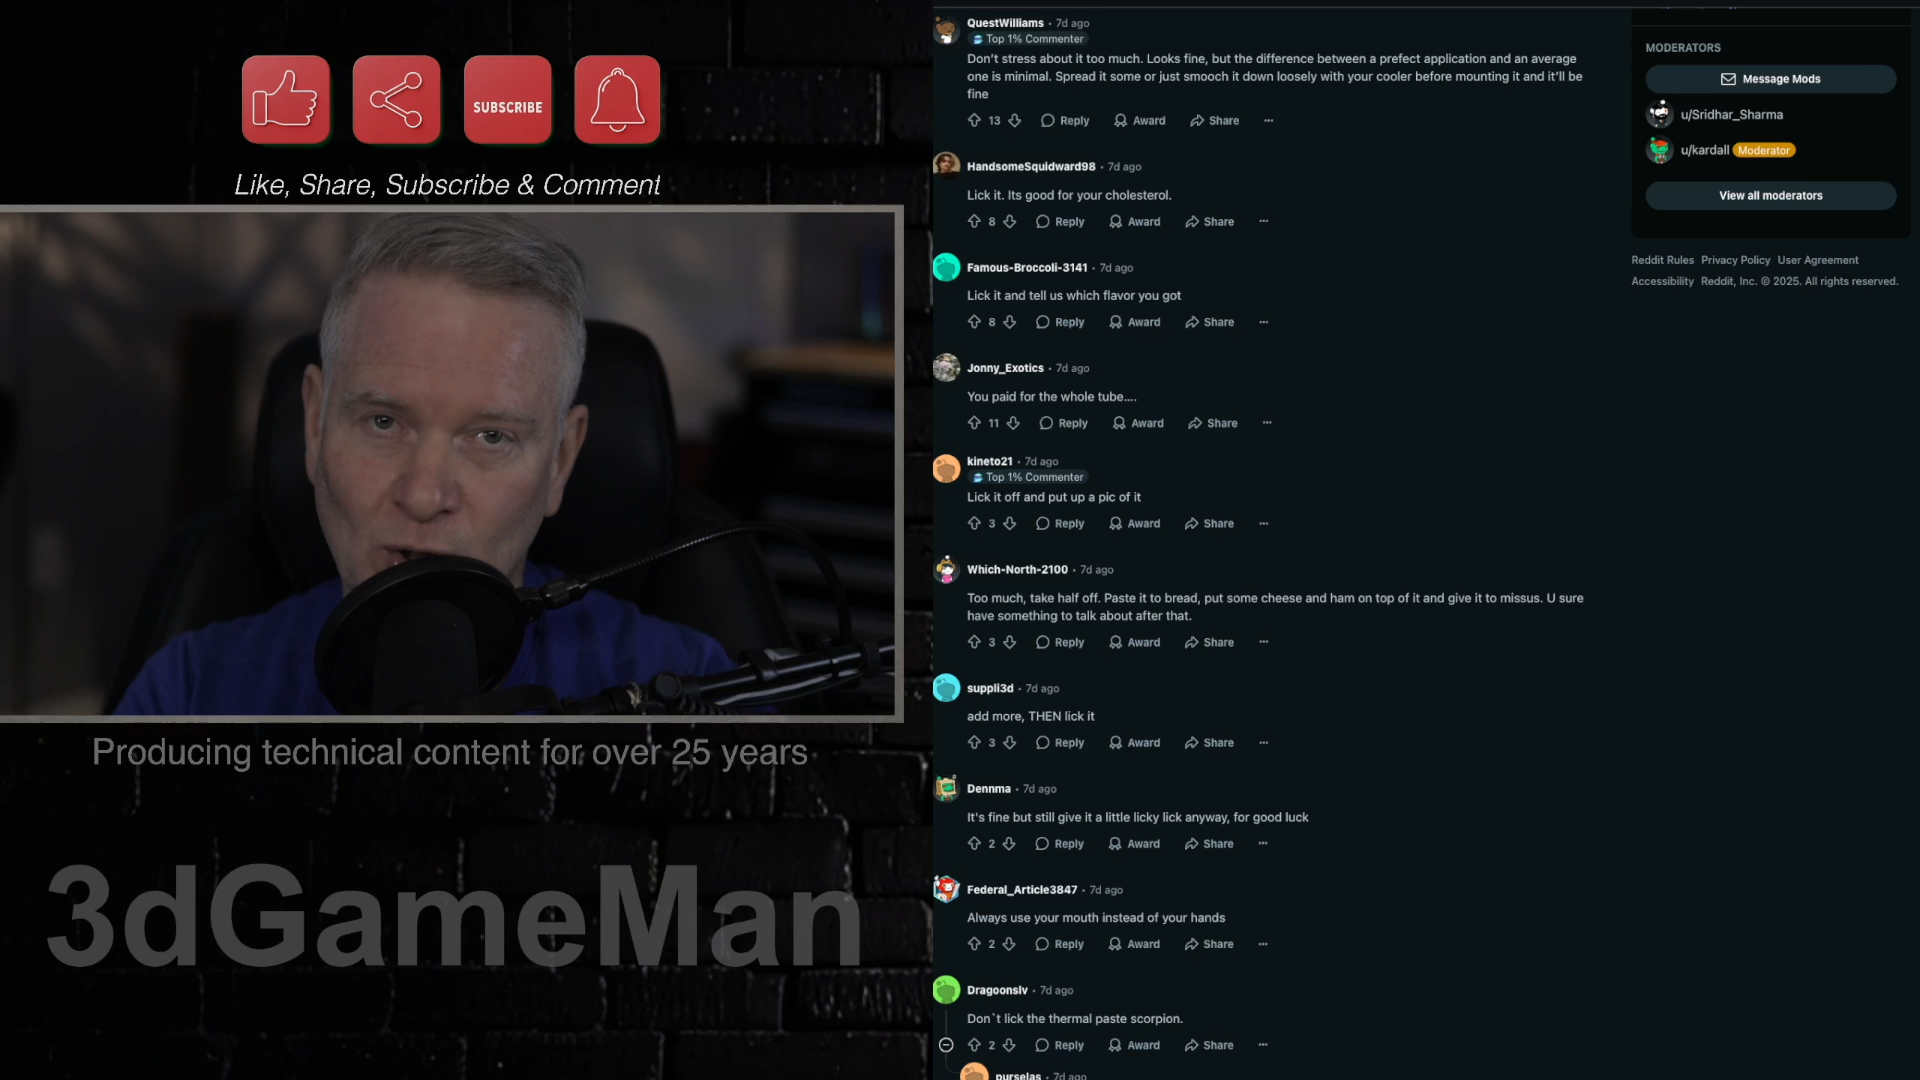 SUBSCRIBE
Like, Share, Subscribe & Comment
Producing technical content for over 25 years
3dGameMan
QuestWilliams • 7d ago
Top 1% Commenter
Don't stress about it too much. Looks fine, but the difference between a prefect application and an average
one is minimal. Spread it some or just smooch it down loosely with your cooler before mounting it and it'll be
fine
13 Reply Award Share ...
HandsomeSquidward98 • 7d ago
Lick it. Its good for your cholesterol.
8 Reply Award Share ...
Famous-Broccoli-3141 • 7d ago
Lick it and tell us which flavor you got
8 Reply Award Share ...
Jonny_Exotics • 7d ago
You paid for the whole tube....
11 Reply Award Share ...
kineto21 • 7d ago
Top 1% Commenter
Lick it off and put up a pic of it
3 Reply Award Share ...
Which-North-2100 • 7d ago
Too much, take half off. Paste it to bread, put some cheese and ham on top of it and give it to missus. U sure
have something to talk about after that.
3 Reply Award Share ...
suppli3d • 7d ago
add more, THEN lick it
3 Reply Award Share ...
Dennma • 7d ago
It's fine but still give it a little licky lick anyway, for good luck
2 Reply Award Share ...
Federal_Article3847 • 7d ago
Always use your mouth instead of your hands
2 Reply Award Share ...
Dragoonslv • 7d ago
Don`t lick the thermal paste scorpion.
2 Reply Award Share ...
purselas • 7d ago
MODERATORS
Message Mods
u/Sridhar_Sharma
u/kardall Moderator
View all moderators
Reddit Rules Privacy Policy User Agreement
Accessibility Reddit, Inc. © 2025. All rights reserved.